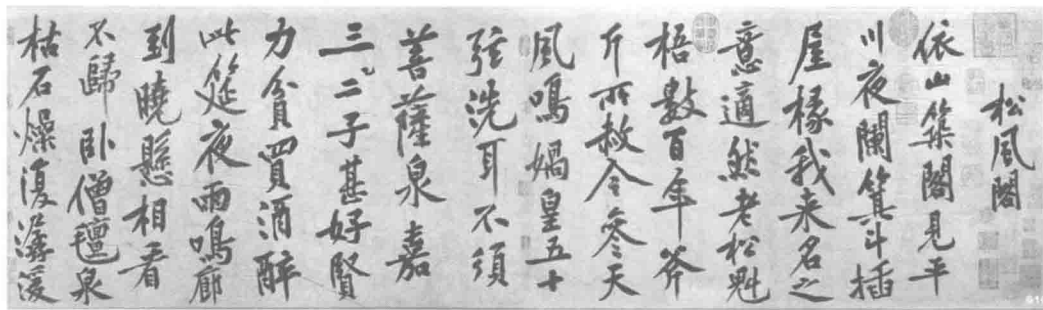 松風閣
依山築閣見平
川夜闌箕斗插
屋椽我来名之
意適然老松魁
梧數百年斧
斤所赦今參天
風鳴媧皇五十
弦洗耳不須
菩薩泉嘉
三二子甚好賢
力貧買酒醉
此筵夜雨鳴廊
到曉懸相看
不歸臥僧氊泉
枯石燥復潺湲